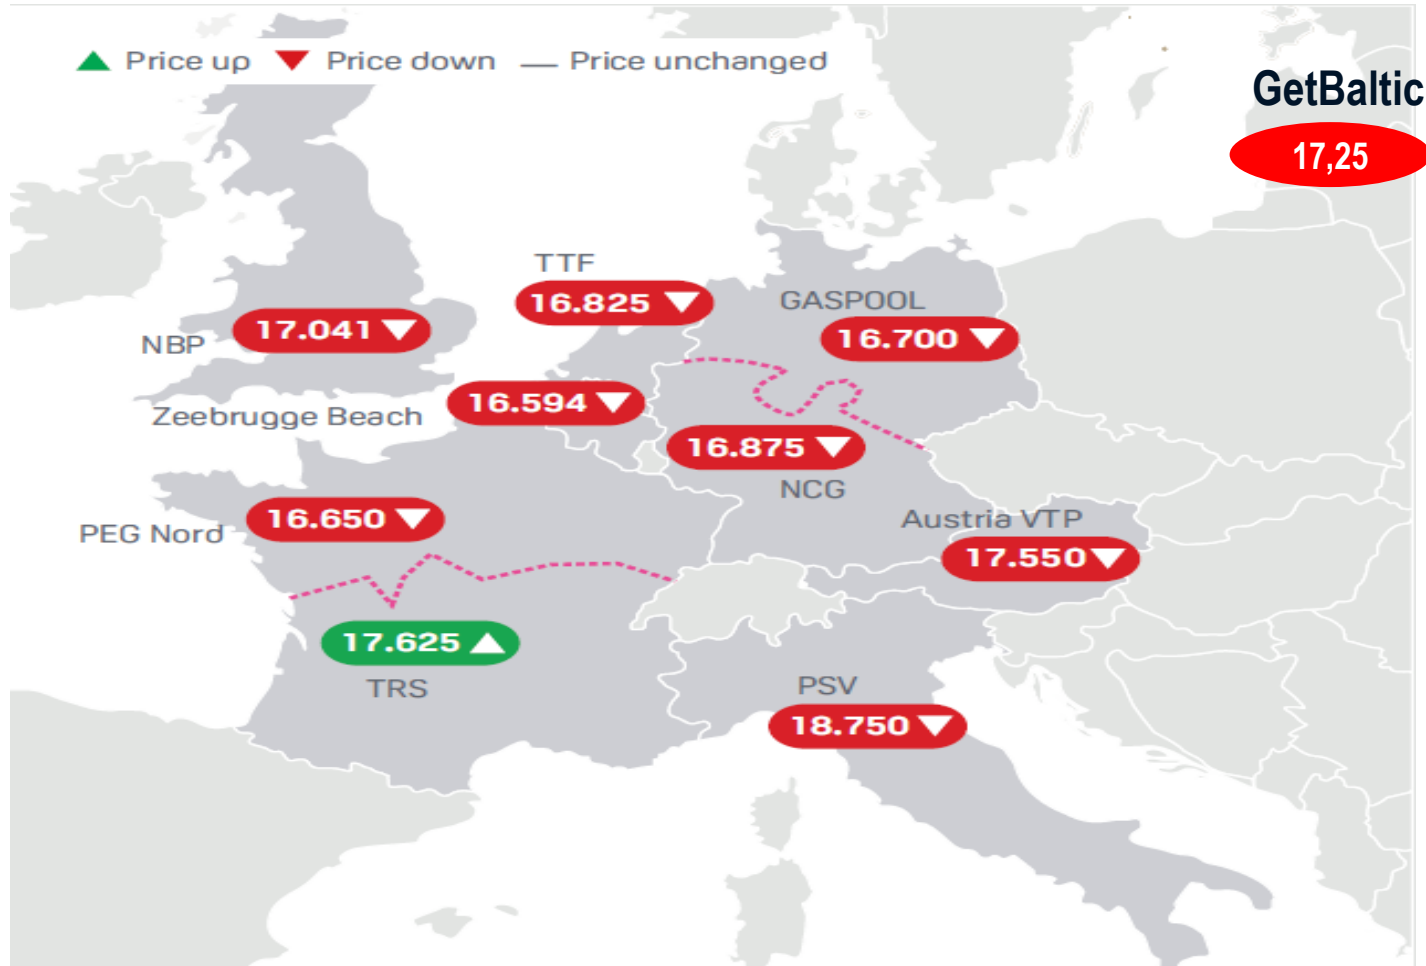 Price up Price down Price unchanged
GetBaltic
17,25
TTF
16.825
GASPOOL
16.700
NBP
17.041
Zeebrugge Beach
16.594
16.875
NCG
PEG Nord
16.650
Austria VTP
17.550
17.625
TRS
PSV
18.750